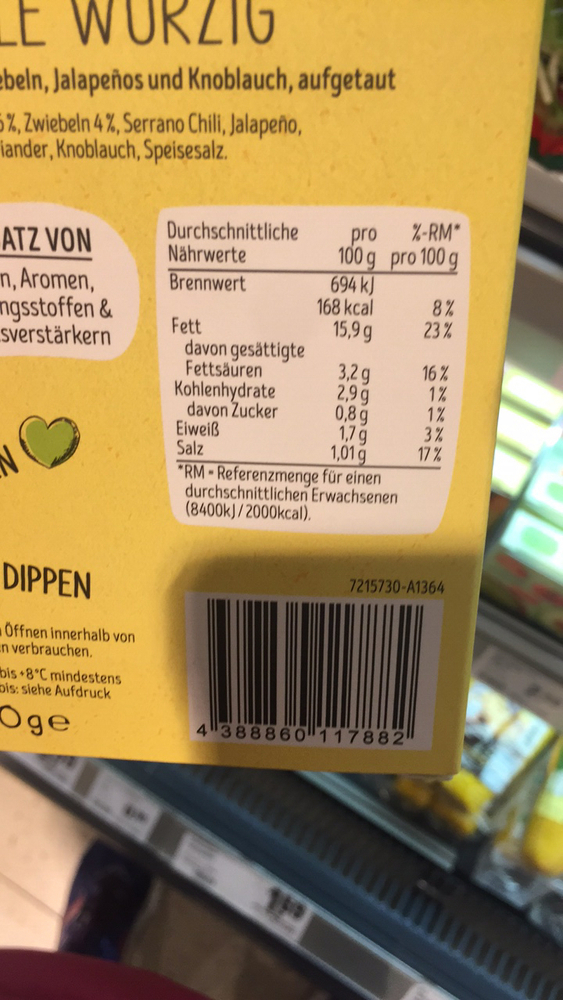 LE WÜRZIG
ebeln, Jalapeños und Knoblauch, aufgetaut
%, Zwiebeln 4 %, Serrano Chili, Jalapeño,
iander, Knoblauch, Speisesalz.
ATZ VON
n, Aromen,
ngsstoffen &
sverstärkern
Durchschnittliche pro %-RM*
Nährwerte 100 g pro 100 g
Brennwert 694 kJ
168 kcal 8 %
Fett 15,9 g 23 %
davon gesättigte
Fettsäuren 3,2 g 16 %
Kohlenhydrate 2,9 g 1 %
davon Zucker 0,8 g 1 %
Eiweiß 1,7 g 3 %
Salz 1,01 g 17 %
*RM = Referenzmenge für einen
durchschnittlichen Erwachsenen
(8400kJ / 2000kcal).
N
DIPPEN
Öffnen innerhalb von
n verbrauchen.
bis +8°C mindestens
bis: siehe Aufdruck
0ge
7215730-A1364
4 388860 117882